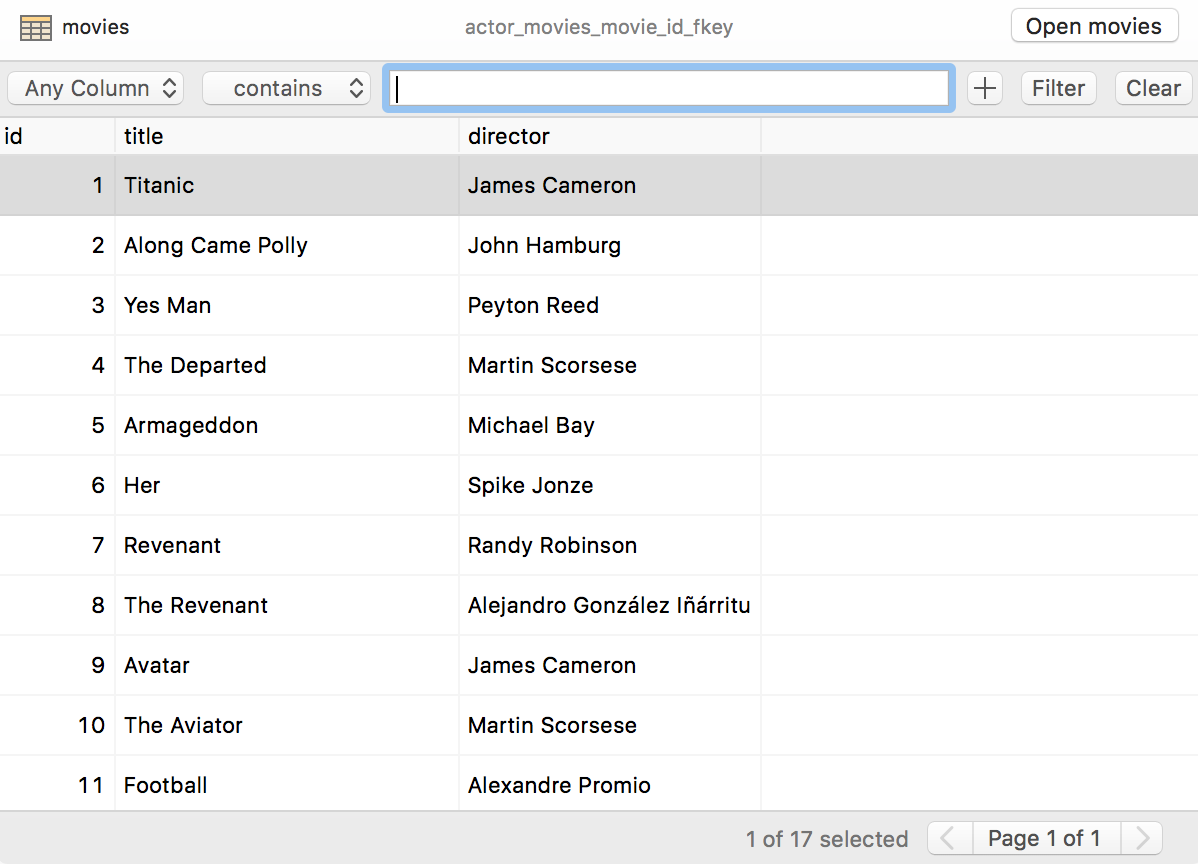 movies actor_movies_movie_id_fkey Open movies
Any Column contains Filter Clear
id title director
1 Titanic James Cameron
2 Along Came Polly John Hamburg
3 Yes Man Peyton Reed
4 The Departed Martin Scorsese
5 Armageddon Michael Bay
6 Her Spike Jonze
7 Revenant Randy Robinson
8 The Revenant Alejandro González Iñárritu
9 Avatar James Cameron
10 The Aviator Martin Scorsese
11 Football Alexandre Promio
1 of 17 selected Page 1 of 1